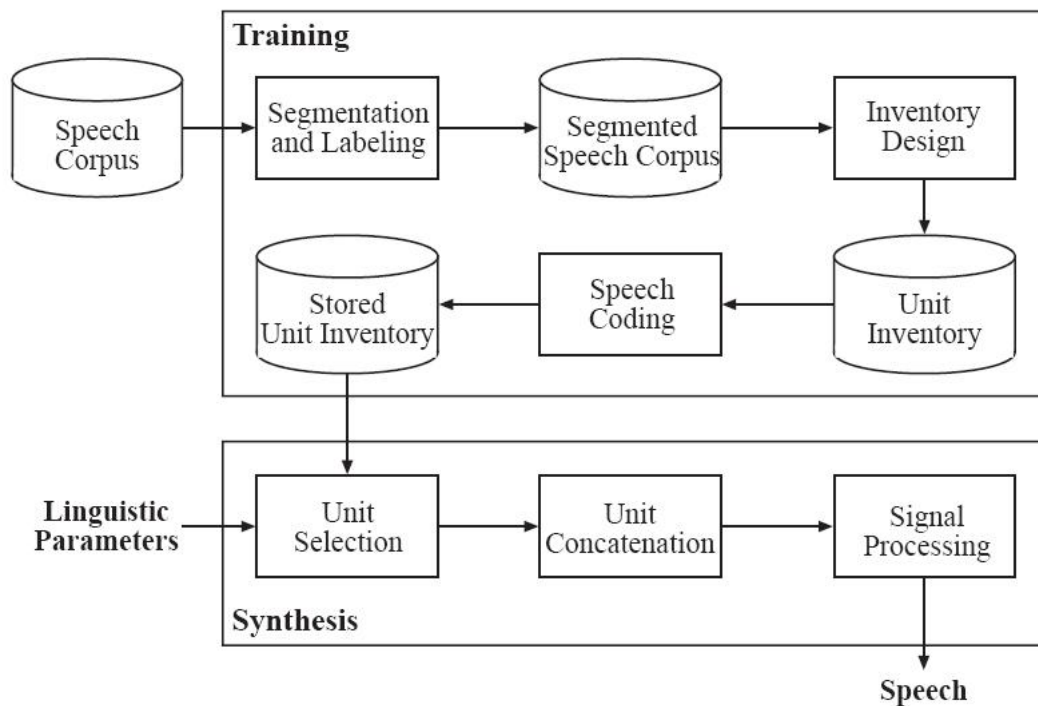 Training
Speech
Corpus
Segmentation
and Labeling
Segmented
Speech Corpus
Inventory
Design
Stored
Unit Inventory
Speech
Coding
Unit
Inventory
Linguistic
Parameters
Unit
Selection
Unit
Concatenation
Signal
Processing
Synthesis
Speech